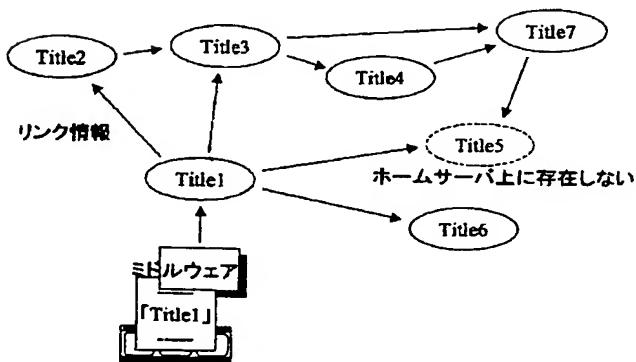 Title3
Title7
Title2
Title4
リンク情報
Title5
Title1
ホームサーバ上に存在しない
Title6
ミドルウェア
「Title1」